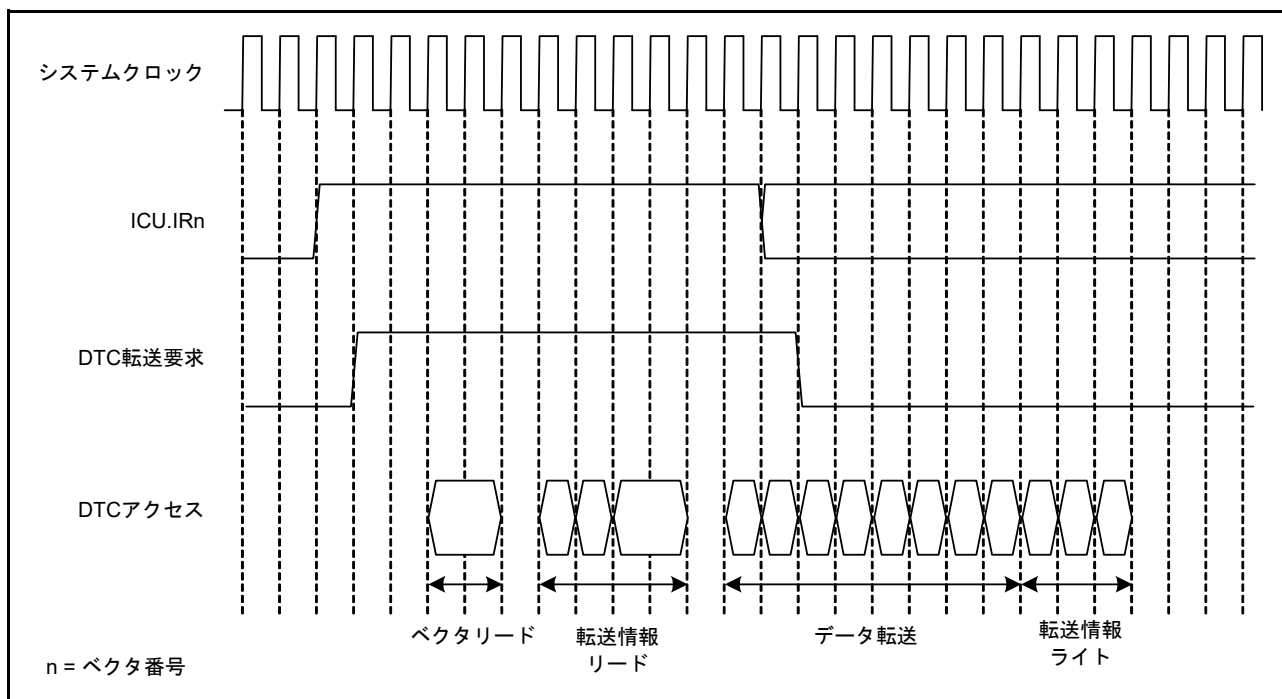 システムクロック
ICU.IRn
DTC転送要求
DTCアクセス
ベクタリード
転送情報
リード
データ転送
転送情報
ライト
n = ベクタ番号